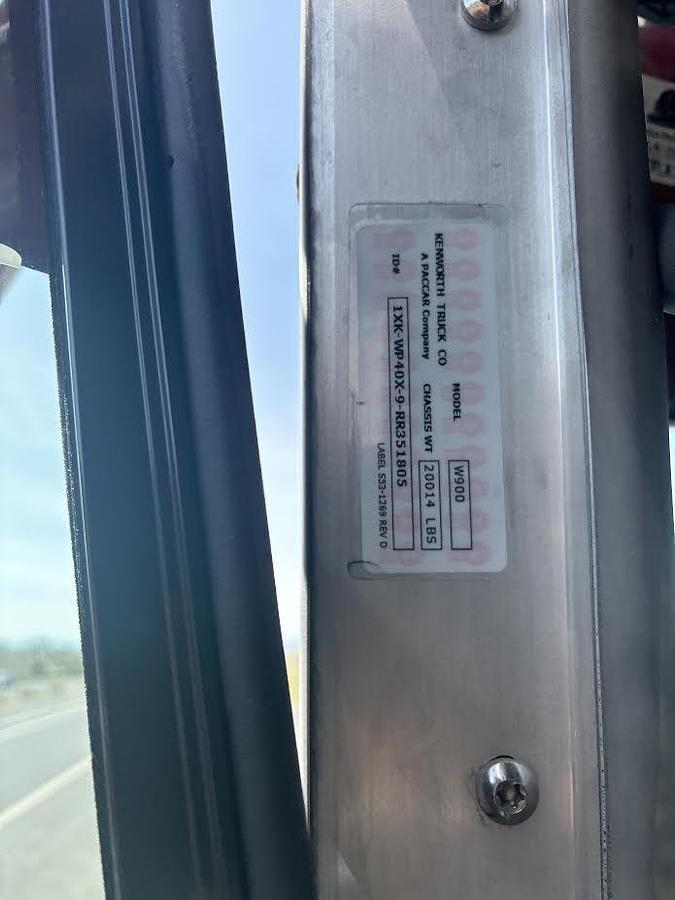 KENWORTH TRUCK CO MODEL W900
A PACCAR Company CHASSIS WT 20014 LBS
ID# 1XK-WP40X-9-RR351805
LABEL S53-1269 REV D